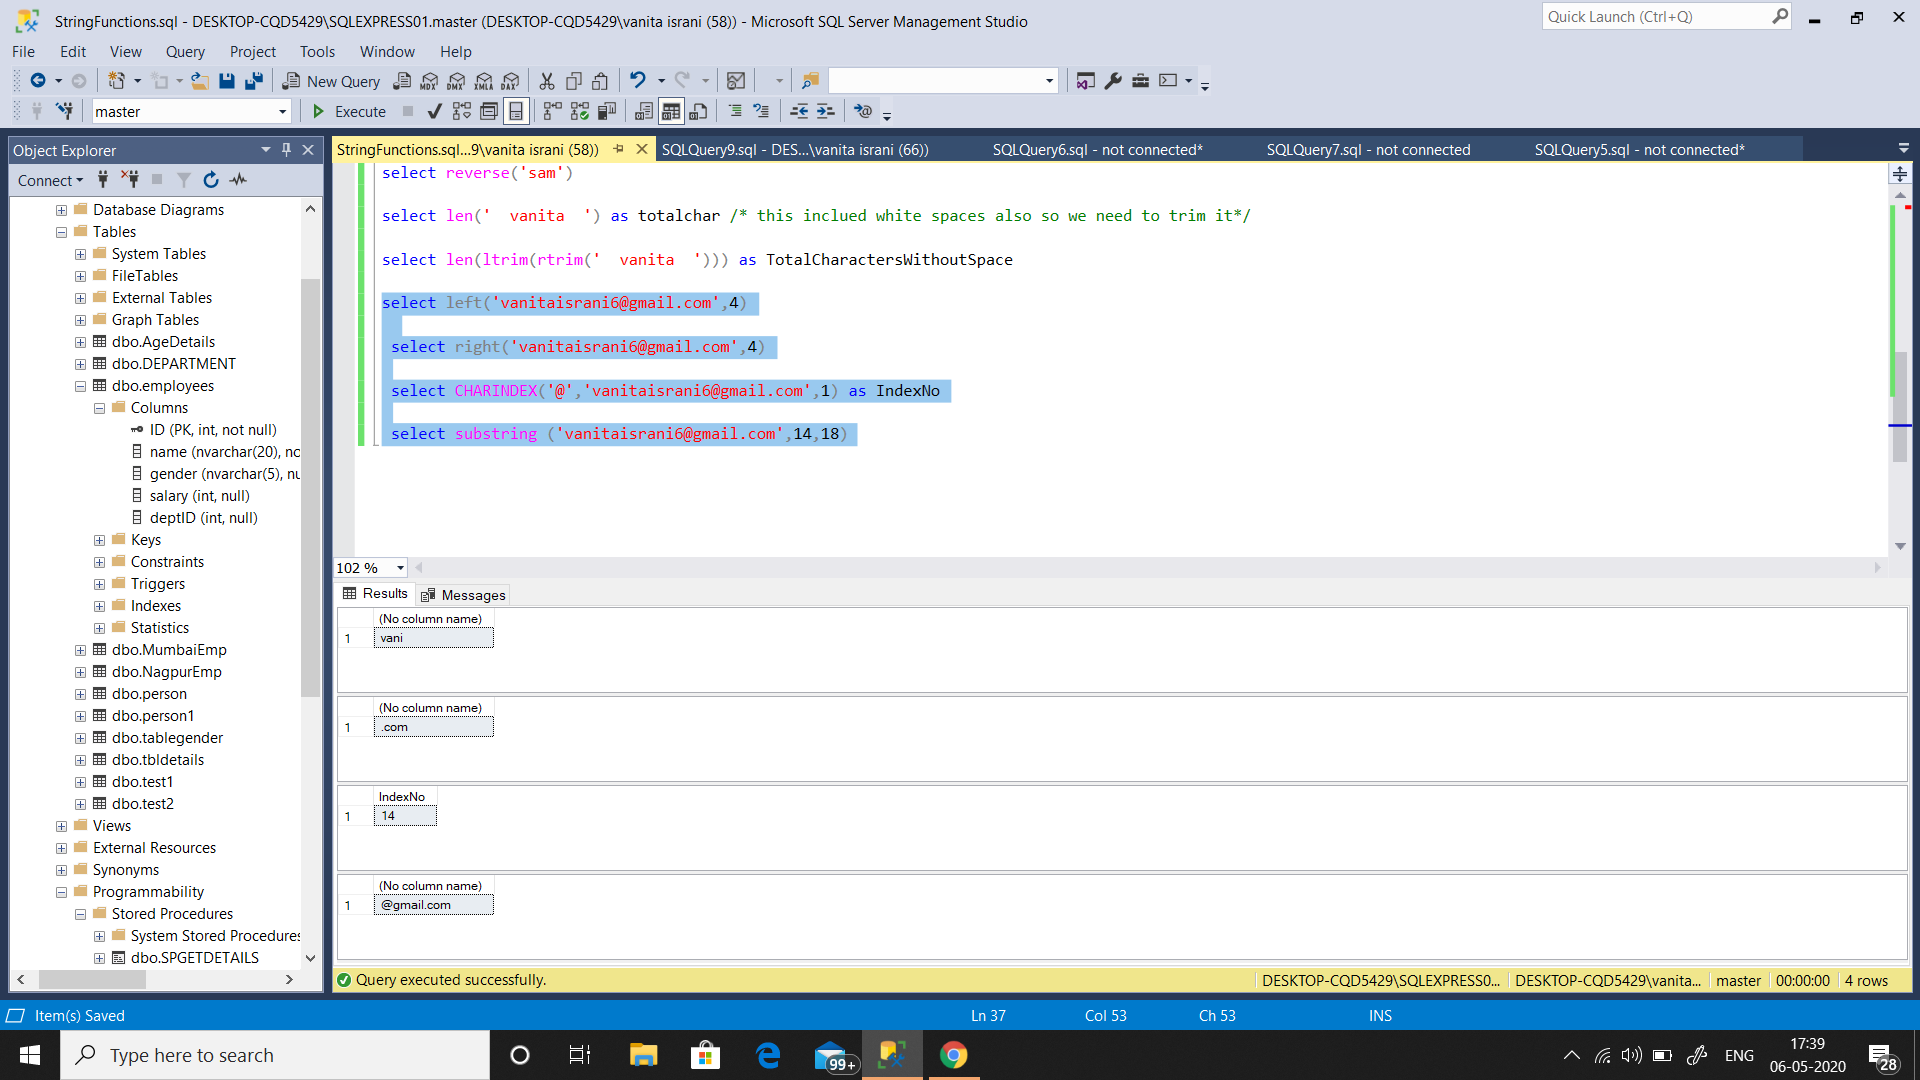 StringFunctions.sql - DESKTOP-CQD5429\SQLEXPRESS01.master (DESKTOP-CQD5429\vanita israni (58)) - Microsoft SQL Server Management Studio
Quick Launch (Ctrl+Q)
File Edit View Query Project Tools Window Help
New Query MDX DMX XMLA DAX
master Execute
Object Explorer
Connect
Database Diagrams
Tables
System Tables
FileTables
External Tables
Graph Tables
dbo.AgeDetails
dbo.DEPARTMENT
dbo.employees
Columns
ID (PK, int, not null)
name (nvarchar(20), no
gender (nvarchar(5), nu
salary (int, null)
deptID (int, null)
Keys
Constraints
Triggers
Indexes
Statistics
dbo.MumbaiEmp
dbo.NagpurEmp
dbo.person
dbo.person1
dbo.tablegender
dbo.tbldetails
dbo.test1
dbo.test2
Views
External Resources
Synonyms
Programmability
Stored Procedures
System Stored Procedures
dbo.SPGETDETAILS
StringFunctions.sql...9\vanita israni (58)) SQLQuery9.sql - DES...\vanita israni (66)) SQLQuery6.sql - not connected* SQLQuery7.sql - not connected SQLQuery5.sql - not connected*
select reverse('sam')
select len('  vanita  ') as totalchar /* this inclued white spaces also so we need to trim it*/
select len(ltrim(rtrim('  vanita  '))) as TotalCharactersWithoutSpace
select left('vanitaisrani6@gmail.com',4)
select right('vanitaisrani6@gmail.com',4)
select CHARINDEX('@','vanitaisrani6@gmail.com',1) as IndexNo
select substring ('vanitaisrani6@gmail.com',14,18)
102 %
Results Messages
(No column name)
1 vani
(No column name)
1 .com
IndexNo
1 14
(No column name)
1 @gmail.com
Query executed successfully. DESKTOP-CQD5429\SQLEXPRESS0... DESKTOP-CQD5429\vanita... master 00:00:00 4 rows
Item(s) Saved Ln 37 Col 53 Ch 53 INS
Type here to search
99+
ENG
17:39
06-05-2020
28